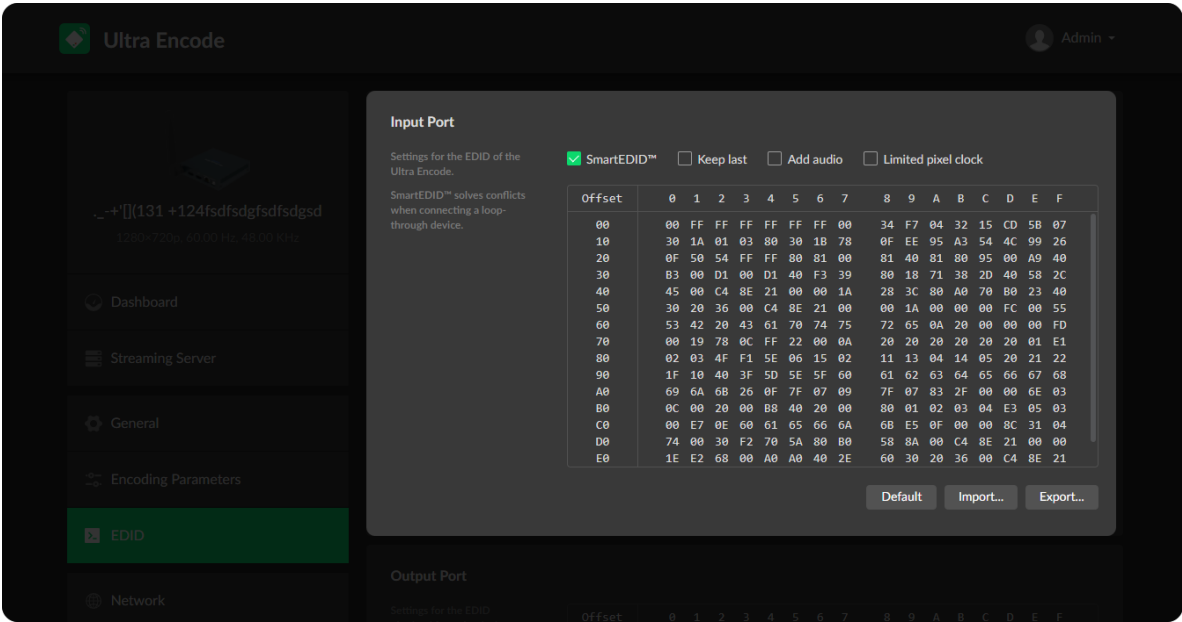 Ultra Encode
Admin
._-+'[](131 +124fsdfsdgfsdfsdgsd
1280×720p, 60.00 Hz, 48.00 KHz
Dashboard
Streaming Server
General
Encoding Parameters
EDID
Network
Input Port
Settings for the EDID of the
Ultra Encode.
SmartEDID™ solves conflicts
when connecting a loop-
through device.
SmartEDID™ Keep last Add audio Limited pixel clock
Offset 0 1 2 3 4 5 6 7 8 9 A B C D E F
00 00 FF FF FF FF FF FF 00 34 F7 04 32 15 CD 5B 07
10 30 1A 01 03 80 30 1B 78 0F EE 95 A3 54 4C 99 26
20 0F 50 54 FF FF 80 81 00 81 40 81 80 95 00 A9 40
30 B3 00 D1 00 D1 40 F3 39 80 18 71 38 2D 40 58 2C
40 45 00 C4 8E 21 00 00 1A 28 3C 80 A0 70 B0 23 40
50 30 20 36 00 C4 8E 21 00 00 1A 00 00 00 FC 00 55
60 53 42 20 43 61 70 74 75 72 65 0A 20 00 00 00 FD
70 00 19 78 0C FF 22 00 0A 20 20 20 20 20 20 01 E1
80 02 03 4F F1 5E 06 15 02 11 13 04 14 05 20 21 22
90 1F 10 40 3F 5D 5E 5F 60 61 62 63 64 65 66 67 68
A0 69 6A 6B 26 0F 7F 07 09 7F 07 83 2F 00 00 6E 03
B0 0C 00 20 00 B8 40 20 00 80 01 02 03 04 E3 05 03
C0 00 E7 0E 60 61 65 66 6A 6B E5 0F 00 00 8C 31 04
D0 74 00 30 F2 70 5A 80 B0 58 8A 00 C4 8E 21 00 00
E0 1E E2 68 00 A0 A0 40 2E 60 30 20 36 00 C4 8E 21
Default Import... Export...
Output Port
Settings for the EDID
Offset 0 1 2 3 4 5 6 7 8 9 A B C D E F